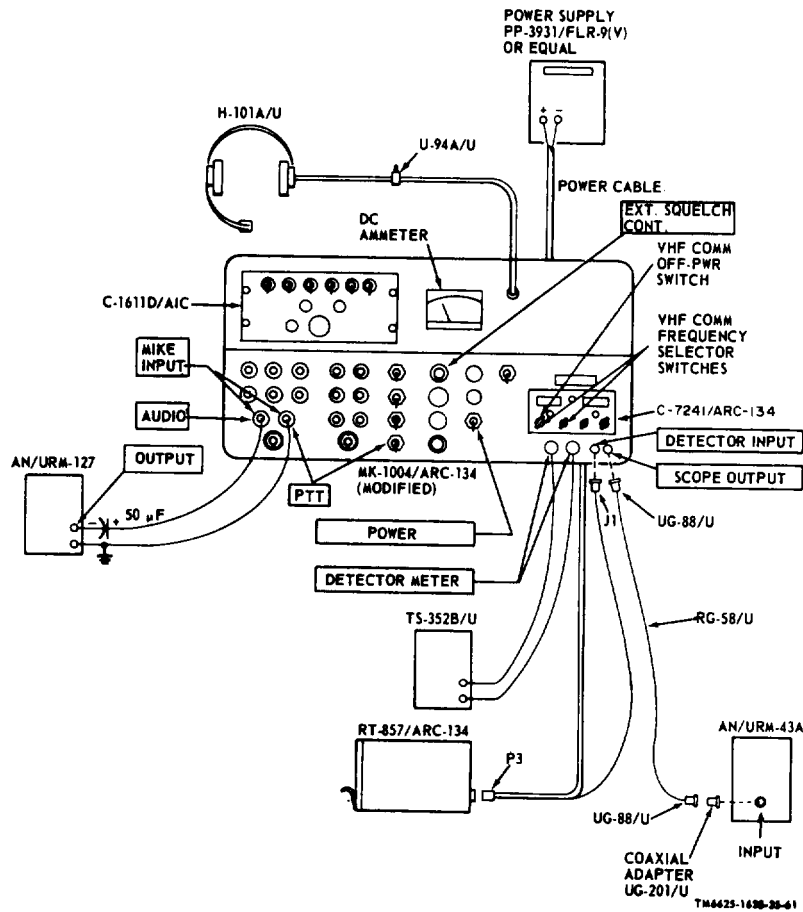 POWER SUPPLY
PP-3931/FLR-9(V)
OR EQUAL
+ −
H-101A/U
U-94A/U
POWER CABLE
DC
AMMETER
EXT. SQUELCH
CONT.
VHF COMM
OFF-PWR
SWITCH
C-1611D/AIC
VHF COMM
FREQUENCY
SELECTOR
SWITCHES
MIKE
INPUT
AUDIO
C-7241/ARC-134
DETECTOR INPUT
AN/URM-127
OUTPUT
SCOPE OUTPUT
PTT
MK-1004/ARC-134
(MODIFIED)
− + 50 μF
J1
UG-88/U
POWER
DETECTOR METER
TS-352B/U
RG-58/U
RT-857/ARC-134
AN/URM-43A
P3
UG-88/U
INPUT
COAXIAL
ADAPTER
UG-201/U
TM6625-1638-35-61